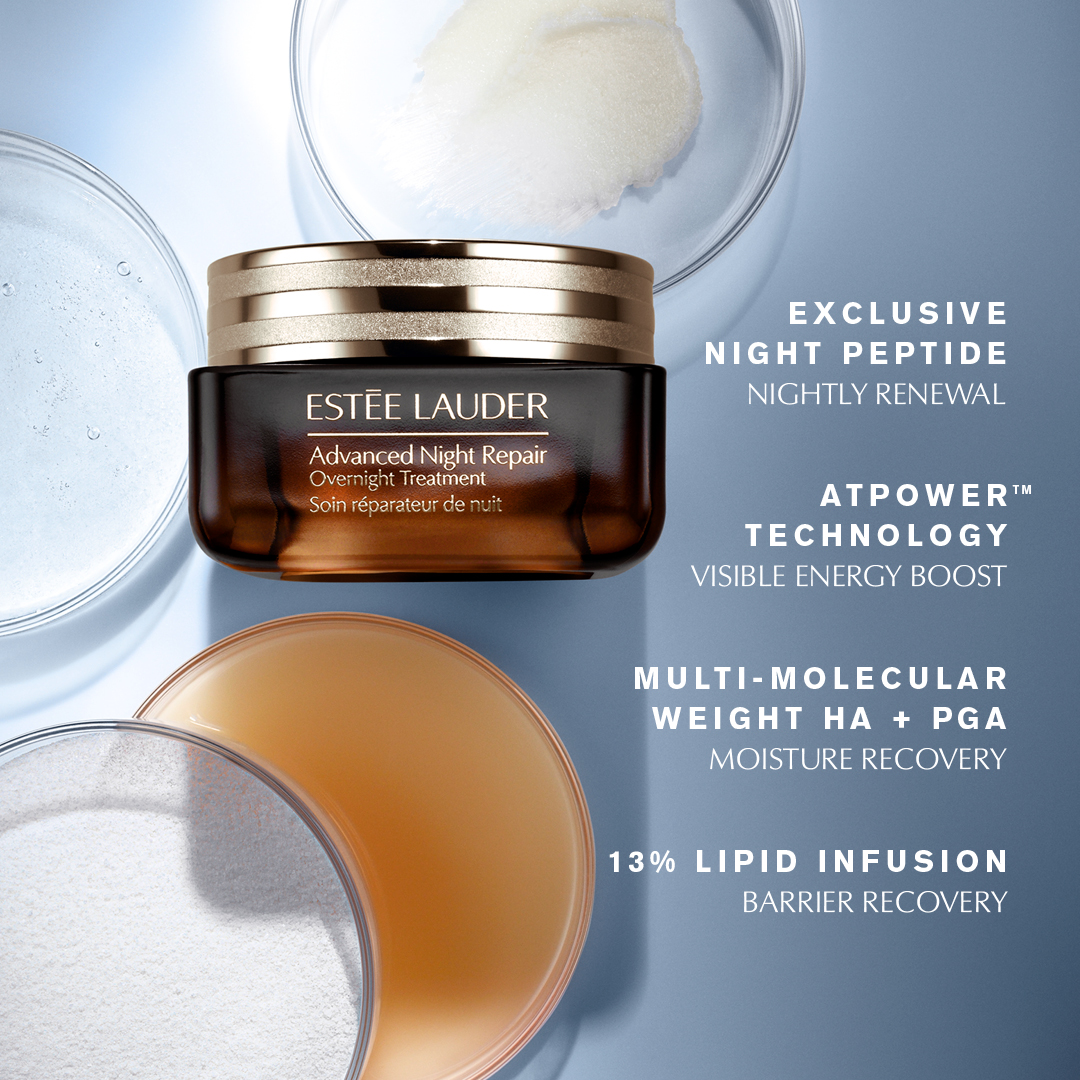 ESTĒE LAUDER
Advanced Night Repair
Overnight Treatment
Soin réparateur de nuit
EXCLUSIVE
NIGHT PEPTIDE
NIGHTLY RENEWAL
ATPOWER™
TECHNOLOGY
VISIBLE ENERGY BOOST
MULTI-MOLECULAR
WEIGHT HA + PGA
MOISTURE RECOVERY
13% LIPID INFUSION
BARRIER RECOVERY